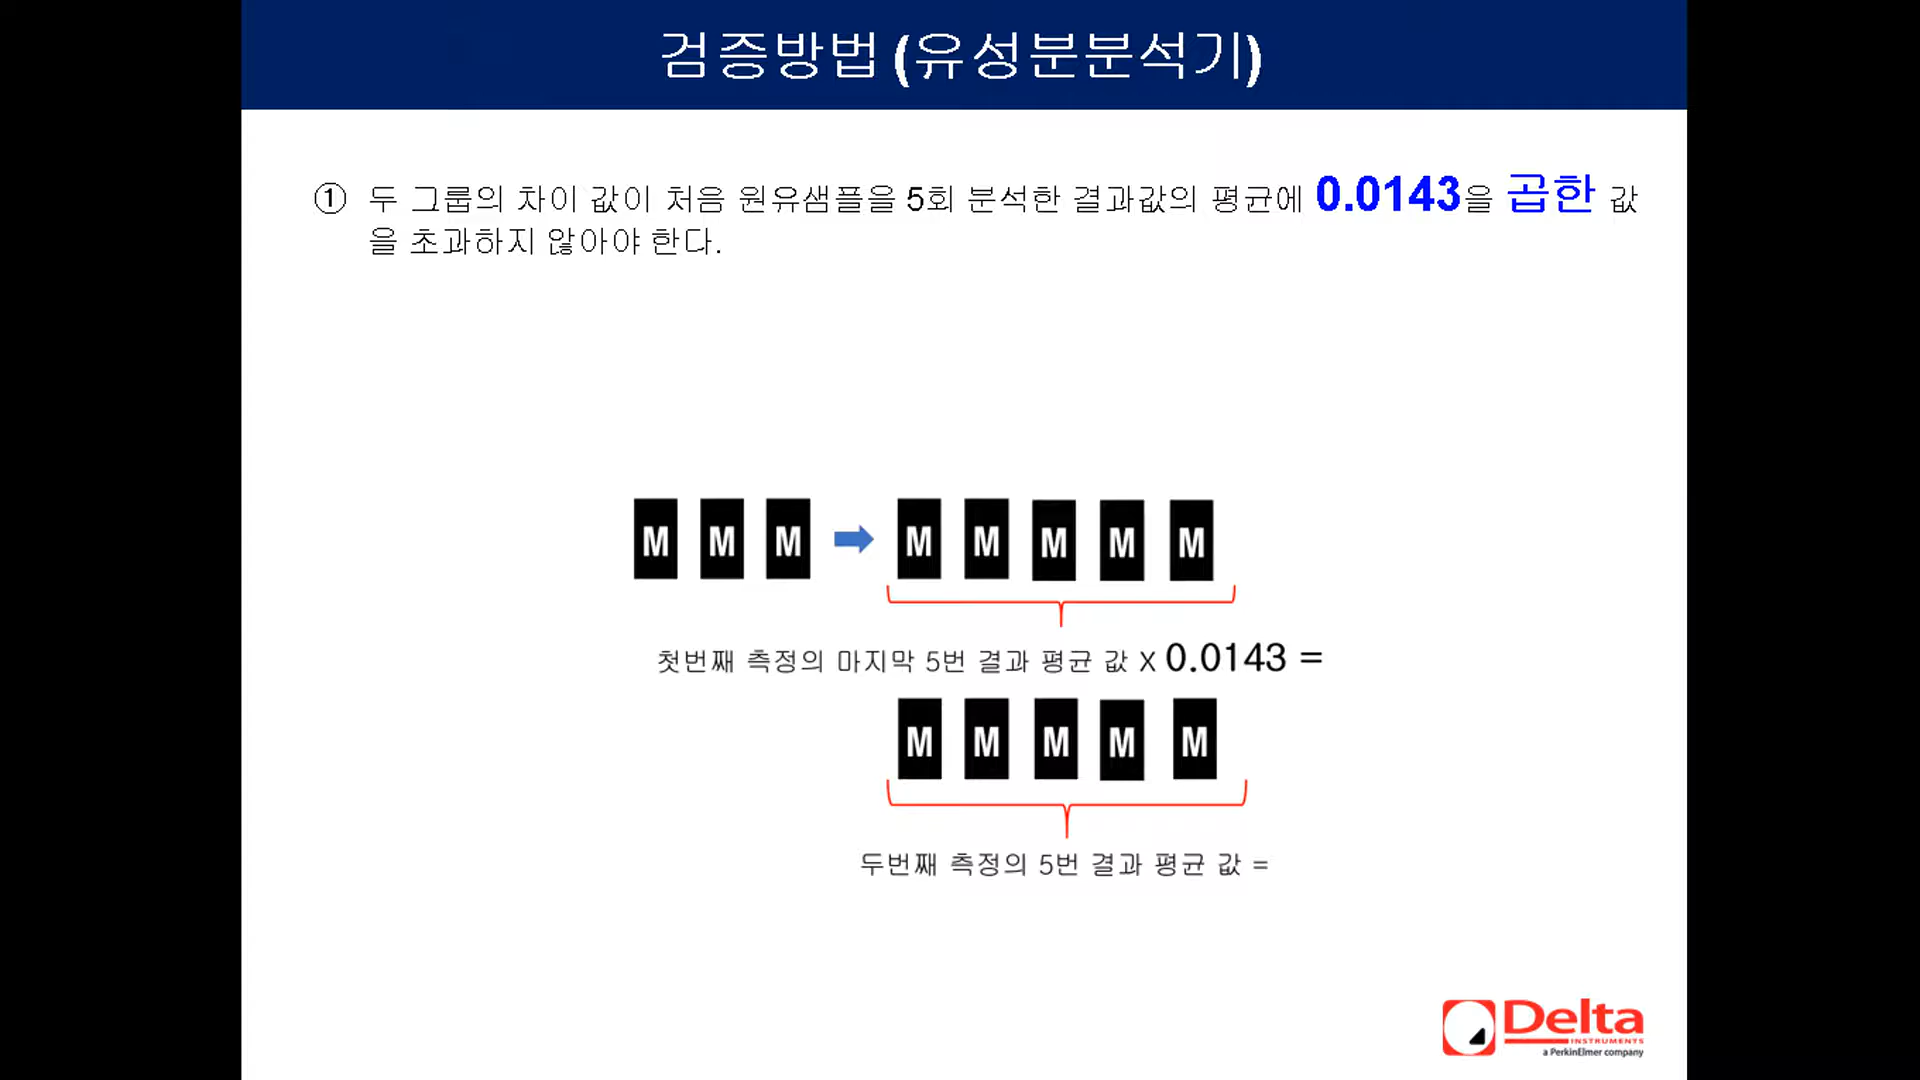 검증방법 (유성분분석기)
① 두 그룹의 차이 값이 처음 원유샘플을 5회 분석한 결과값의 평균에 0.0143을 곱한 값
을 초과하지 않아야 한다.
M M M M M M M M
첫번째 측정의 마지막 5번 결과 평균 값 X 0.0143 =
M M M M M
두번째 측정의 5번 결과 평균 값 =
Delta
INSTRUMENTS
a PerkinElmer company